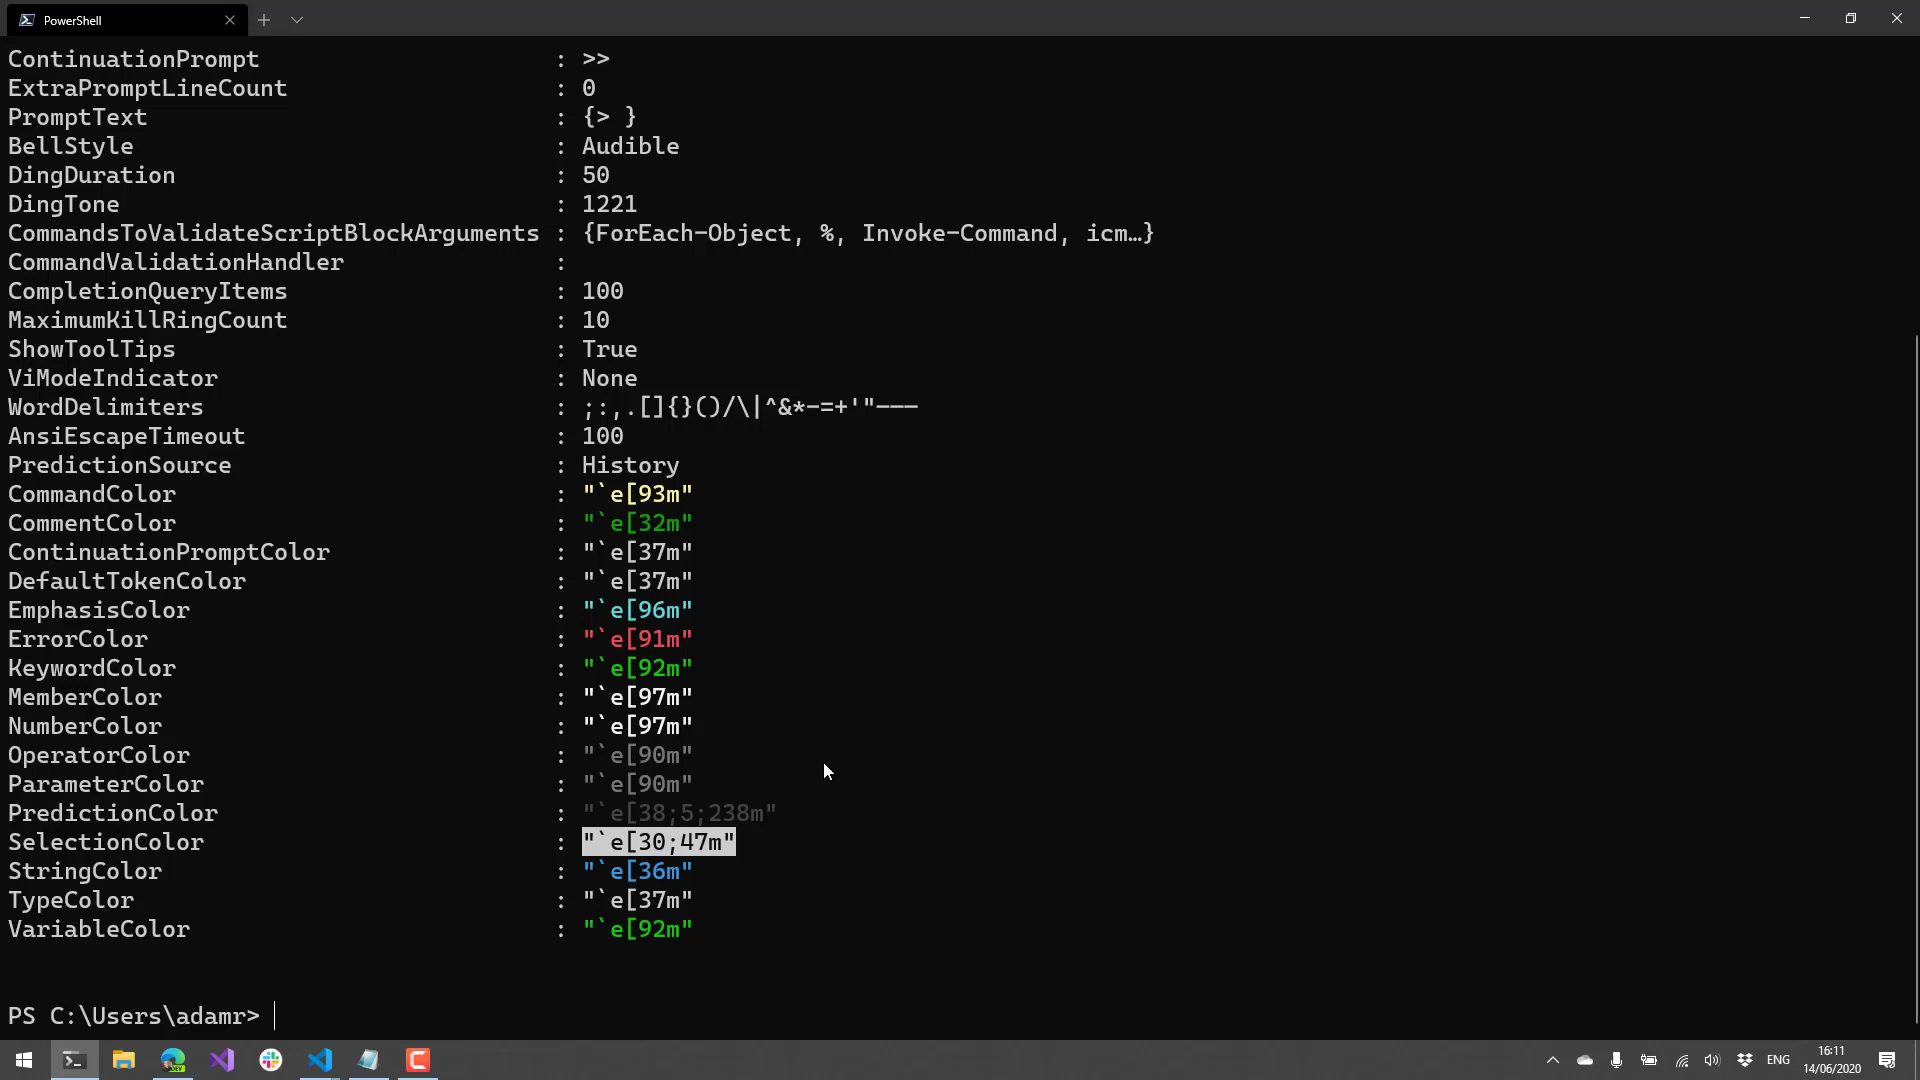 PowerShell
ContinuationPrompt : >>
ExtraPromptLineCount : 0
PromptText : {> }
BellStyle : Audible
DingDuration : 50
DingTone : 1221
CommandsToValidateScriptBlockArguments : {ForEach-Object, %, Invoke-Command, icm…}
CommandValidationHandler :
CompletionQueryItems : 100
MaximumKillRingCount : 10
ShowToolTips : True
ViModeIndicator : None
WordDelimiters : ;:,.[]{}()/\|^&*-=+'"–—―
AnsiEscapeTimeout : 100
PredictionSource : History
CommandColor : "`e[93m"
CommentColor : "`e[32m"
ContinuationPromptColor : "`e[37m"
DefaultTokenColor : "`e[37m"
EmphasisColor : "`e[96m"
ErrorColor : "`e[91m"
KeywordColor : "`e[92m"
MemberColor : "`e[97m"
NumberColor : "`e[97m"
OperatorColor : "`e[90m"
ParameterColor : "`e[90m"
PredictionColor : "`e[38;5;238m"
SelectionColor : "`e[30;47m"
StringColor : "`e[36m"
TypeColor : "`e[37m"
VariableColor : "`e[92m"
PS C:\Users\adamr>
DEV
ENG
16:11
14/06/2020